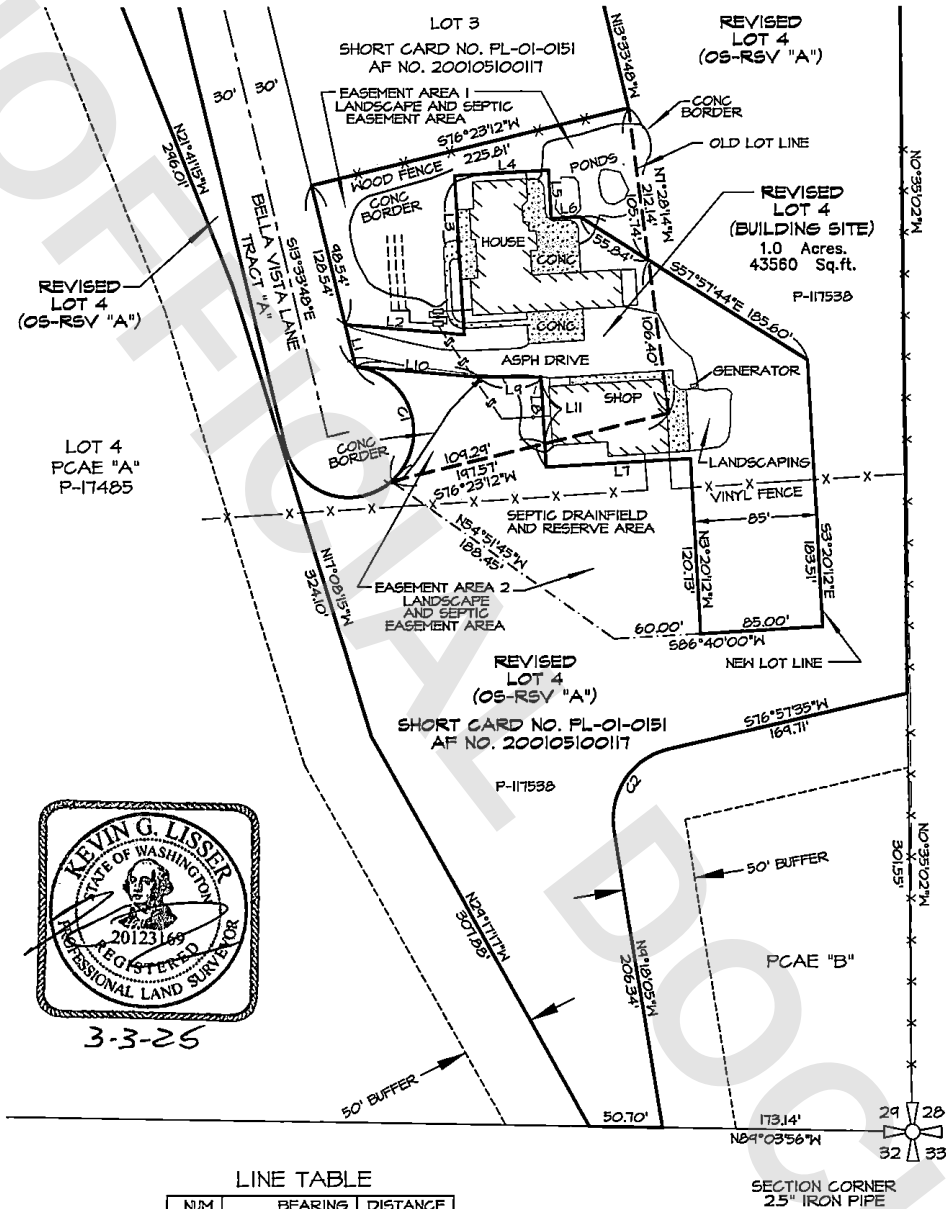 LOT 3
SHORT CARD NO. PL-01-0151
AF NO. 200105100117
REVISED
LOT 4
(OS-RSV "A")
N13°33'48"W
30' 30'
EASEMENT AREA 1
LANDSCAPE AND SEPTIC
EASEMENT AREA
CONC
BORDER
S76°23'12"W
225.81'
WOOD FENCE
OLD LOT LINE
PONDS
N21°41'15"W
296.01'
N0°35'02"W
L4
L5
L6
L3
CONC
BORDER
HOUSE
CONC
N7°28'14"W
212.14'
105.74'
REVISED
LOT 4
(BUILDING SITE)
1.0 Acres.
43560 Sq.ft.
P-117538
BELLA VISTA LANE
TRACT "A"
S13°33'48"E
98.54'
128.54'
55.84'
S57°57'44"E 185.60'
REVISED
LOT 4
(OS-RSV "A")
L2
CONC
106.40'
L1
ASPH DRIVE
L10
GENERATOR
L9
L8
L11
SHOP
C1
LOT 4
PCAE "A"
P-17485
CONC
BORDER
109.29'
197.57'
S76°23'12"W
L7
LANDSCAPING
VINYL FENCE
SEPTIC DRAINFIELD
AND RESERVE AREA
85'
N54°51'45"W
188.45'
N3°20'12"W
120.13'
S3°20'12"E
183.51'
N17°08'15"W
324.10'
EASEMENT AREA 2
LANDSCAPE
AND SEPTIC
EASEMENT AREA
60.00'
85.00'
S86°40'00"W
NEW LOT LINE
REVISED
LOT 4
(OS-RSV "A")
SHORT CARD NO. PL-01-0151
AF NO. 200105100117
P-117538
S76°57'35"W
169.71'
C2
KEVIN G. LISSER
STATE OF WASHINGTON
20123169
REGISTERED
PROFESSIONAL LAND SURVEYOR
3-3-25
50' BUFFER
N0°35'02"W
301.55'
N29°17'17"W
307.88'
N9°18'05"W
206.34'
PCAE "B"
50' BUFFER
50.70'
173.14'
N89°03'56"W
29 28
32 33
SECTION CORNER
2.5" IRON PIPE
LINE TABLE
NUM BEARING DISTANCE